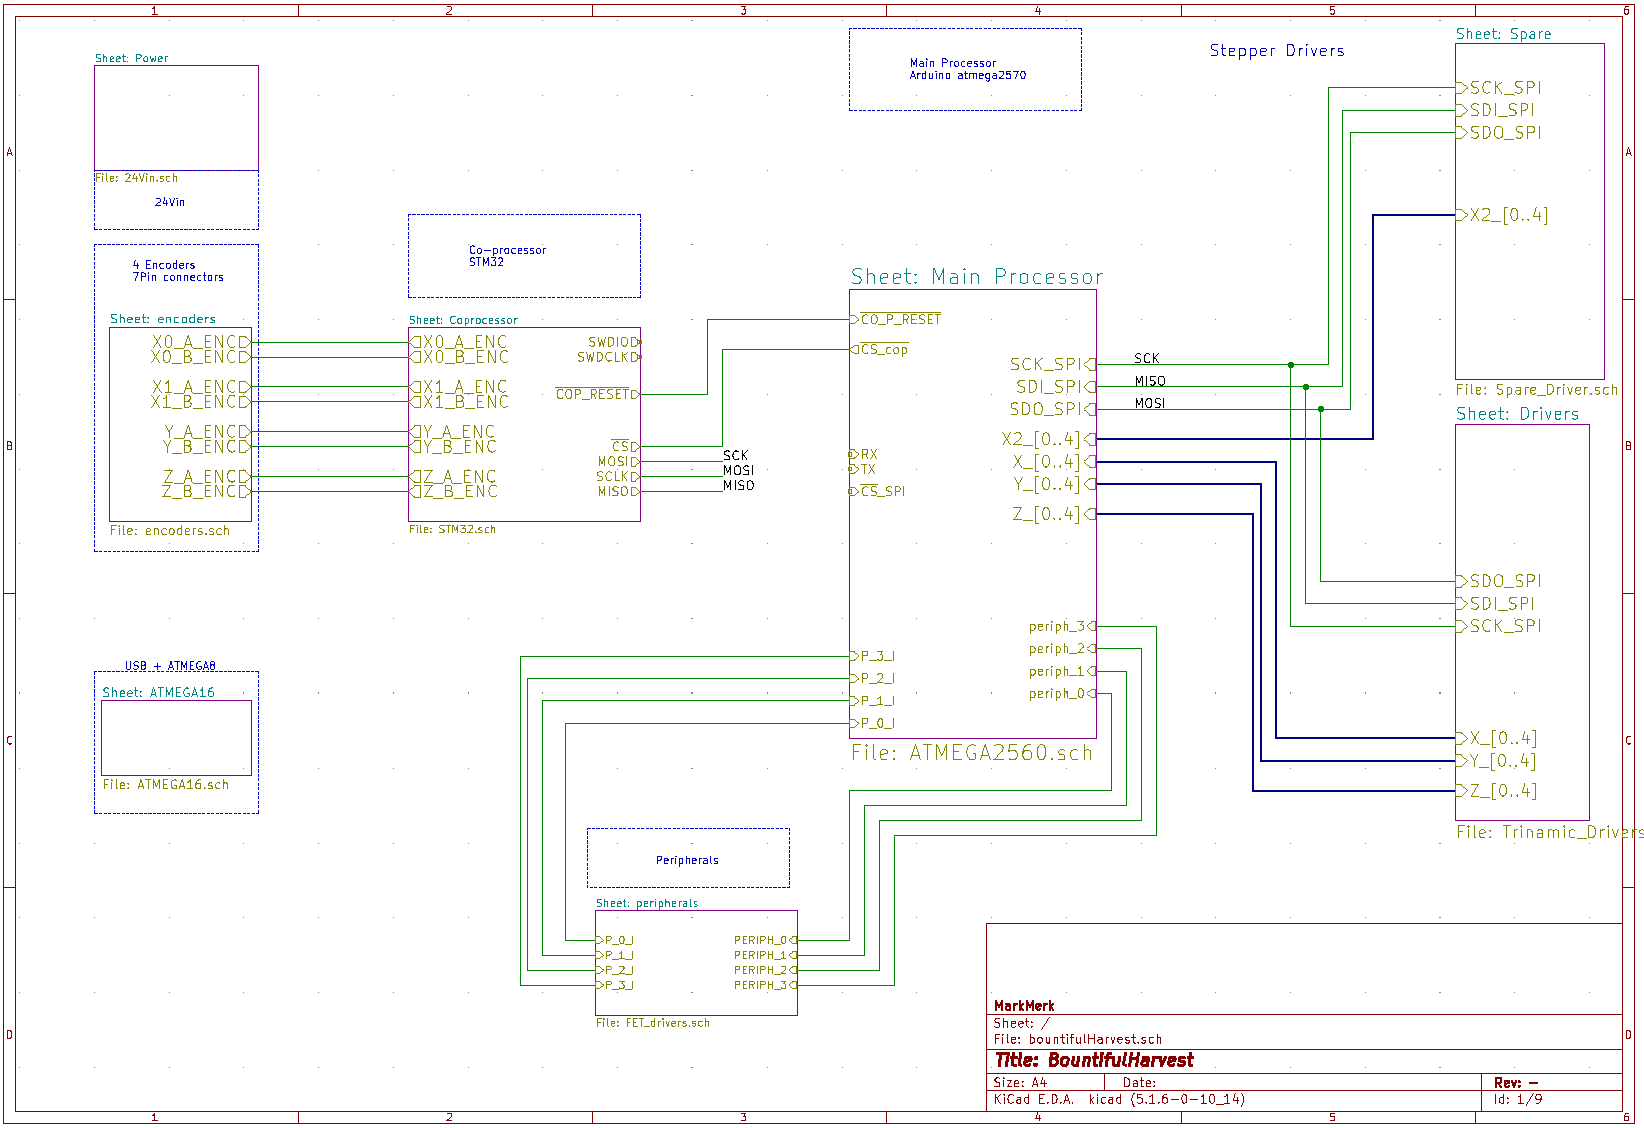 1 2 3 4 5 6
A
B
C
D
Sheet: Power
File: 24Vin.sch
24Vin
4 Encoders
7Pin connectors
Sheet: encoders
X0_A_ENC
X0_B_ENC
X1_A_ENC
X1_B_ENC
Y_A_ENC
Y_B_ENC
Z_A_ENC
Z_B_ENC
File: encoders.sch
USB + ATMEGA8
Sheet: ATMEGA16
File: ATMEGA16.sch
Co-processor
STM32
Sheet: Coprocessor
X0_A_ENC
X0_B_ENC
X1_A_ENC
X1_B_ENC
Y_A_ENC
Y_B_ENC
Z_A_ENC
Z_B_ENC
SWDIO
SWDCLK
COP_RESET
CS
MOSI
SCLK
MISO
File: STM32.sch
SCK
MOSI
MISO
Main Processor
Arduino atmega2570
Sheet: Main Processor
CO_P_RESET
CS_cop
RX
TX
CS_SPI
P_3_I
P_2_I
P_1_I
P_0_I
SCK_SPI
SDI_SPI
SDO_SPI
X2_[0..4]
X_[0..4]
Y_[0..4]
Z_[0..4]
periph_3
periph_2
periph_1
periph_0
File: ATMEGA2560.sch
SCK
MISO
MOSI
Peripherals
Sheet: peripherals
P_0_I
P_1_I
P_2_I
P_3_I
PERIPH_0
PERIPH_1
PERIPH_2
PERIPH_3
File: FET_drivers.sch
Stepper Drivers
Sheet: Spare
SCK_SPI
SDI_SPI
SDO_SPI
X2_[0..4]
File: Spare_Driver.sch
Sheet: Drivers
SDO_SPI
SDI_SPI
SCK_SPI
X_[0..4]
Y_[0..4]
Z_[0..4]
File: Trinamic_Drivers
A
B
C
D
MarkMerk
Sheet: /
File: bountifulHarvest.sch
Title: BountifulHarvest
Size: A4 Date: Rev: -
KiCad E.D.A. kicad (5.1.6-0-10_14) Id: 1/9
1 2 3 4 5 6